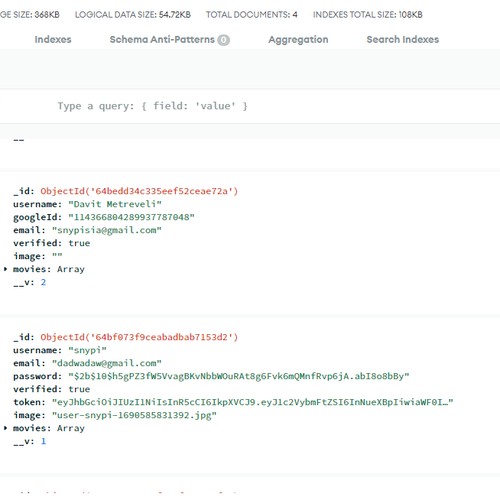 GE SIZE: 368KB LOGICAL DATA SIZE: 54.72KB TOTAL DOCUMENTS: 4 INDEXES TOTAL SIZE: 108KB
Indexes Schema Anti-Patterns 0 Aggregation Search Indexes
Type a query: { field: 'value' }
_id: ObjectId('64bedd34c335eef52ceae72a')
username: "Davit Metreveli"
googleId: "114366804289937787048"
email: "snypisia@gmail.com"
verified: true
image: ""
movies: Array
__v: 2
_id: ObjectId('64bf073f9ceabadbab7153d2')
username: "snypi"
email: "dadwadaw@gmail.com"
password: "$2b$10$h5gPZ3fW5VvagBKvNbbWOuRAt8g6Fvk6mQMnfRvp6jA.abI8o8bBy"
verified: true
token: "eyJhbGciOiJIUzI1NiIsInR5cCI6IkpXVCJ9.eyJ1c2VybmFtZSI6InNueXBpIiwiaWF0I…"
image: "user-snypi-1690585831392.jpg"
movies: Array
__v: 1